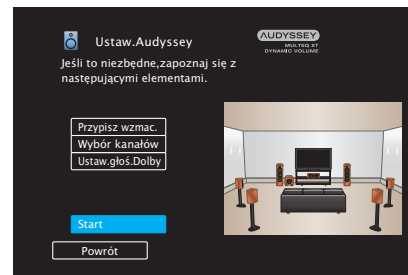 Ustaw.Audyssey
AUDYSSEY
MULTEQ XT
DYNAMIC VOLUME
Jeśli to niezbędne,zapoznaj się z
następującymi elementami.
Przypisz wzmac.
Wybór kanałów
Ustaw.głoś.Dolby
Start
Powrót